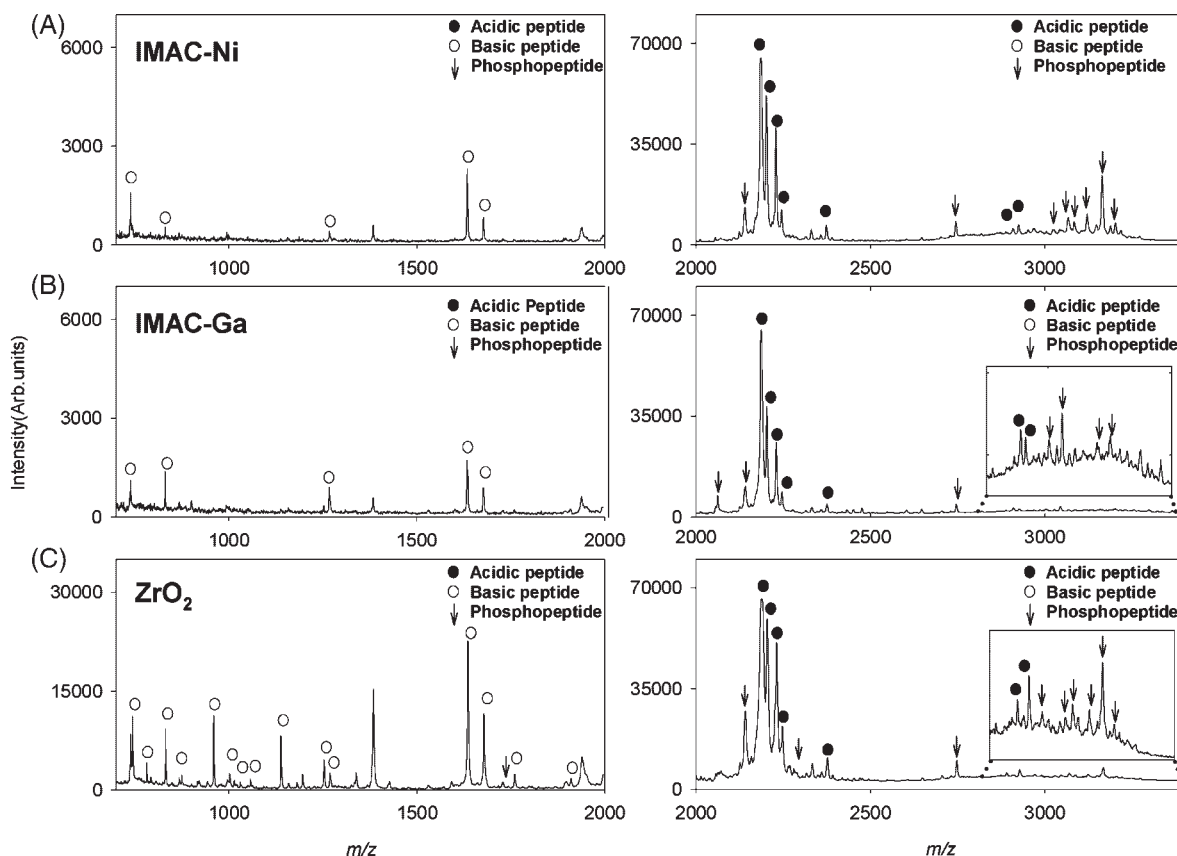 (A)
IMAC-Ni
6000
3000
0
Acidic peptide
Basic peptide
Phosphopeptide
1000
1500
2000
70000
35000
0
Acidic peptide
Basic peptide
Phosphopeptide
2000
2500
3000
(B)
IMAC-Ga
6000
3000
0
Acidic Peptide
Basic peptide
Phosphopeptide
1000
1500
2000
70000
35000
0
Acidic peptide
Basic peptide
Phosphopeptide
2000
2500
3000
Intensity(Arb.units)
(C)
ZrO2
30000
15000
0
Acidic peptide
Basic peptide
Phosphopeptide
1000
1500
2000
m/z
70000
35000
0
Acidic peptide
Basic peptide
Phosphopeptide
2000
2500
3000
m/z